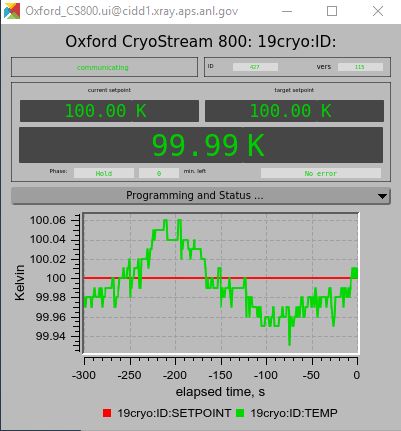 Oxford_CS800.ui@cidd1.xray.aps.anl.gov
Oxford CryoStream 800: 19cryo:ID:
communicating
ID 427 vers 115
current setpoint target setpoint
100.00 K 100.00 K
99.99 K
Phase: Hold 0 min. left No error
Programming and Status ...
100.06
100.04
100.02
100
99.98
99.96
99.94
Kelvin
-300 -250 -200 -150 -100 -50 0
elapsed time, s
19cryo:ID:SETPOINT 19cryo:ID:TEMP